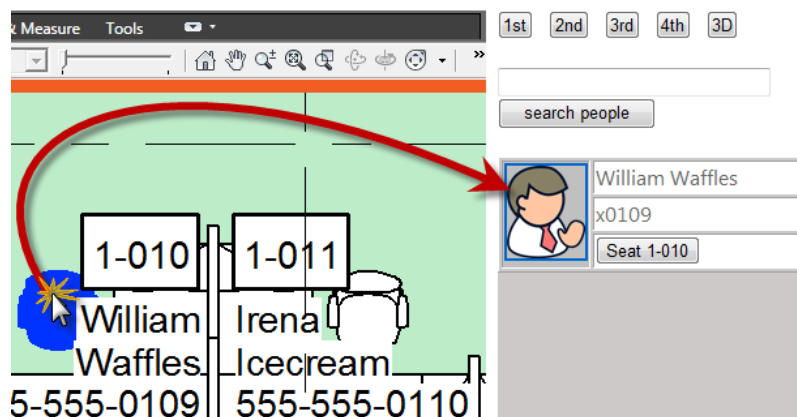 & Measure Tools
1st 2nd 3rd 4th 3D
search people
William Waffles
x0109
Seat 1-010
1-010 1-011
William Irena
Waffles Icecream
5-555-0109 555-555-0110